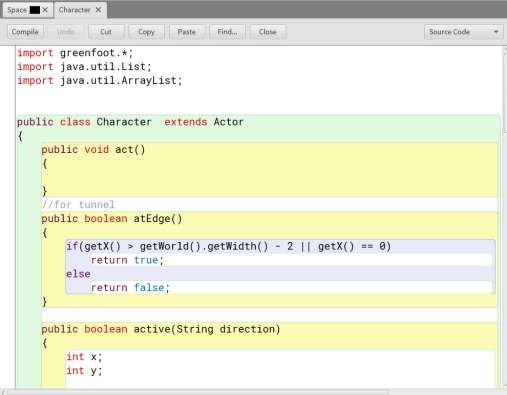 Space ✕ Character ✕
Compile Undo Cut Copy Paste Find... Close Source Code
import greenfoot.*;
import java.util.List;
import java.util.ArrayList;
public class Character  extends Actor
{
public void act()
{
}
//for tunnel
public boolean atEdge()
{
if(getX() > getWorld().getWidth() - 2 || getX() == 0)
return true;
else
return false;
}
public boolean active(String direction)
{
int x;
int y;